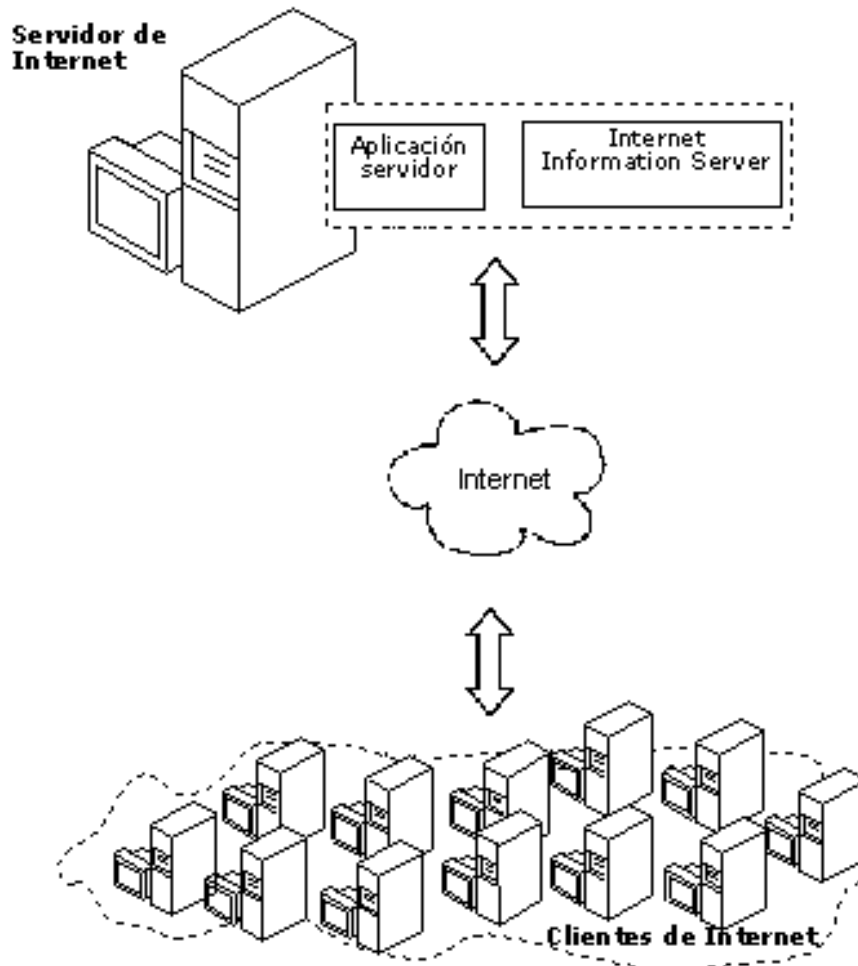 Servidor de
Internet
Aplicación
servidor
Internet
Information Server
Internet
Clientes de Internet